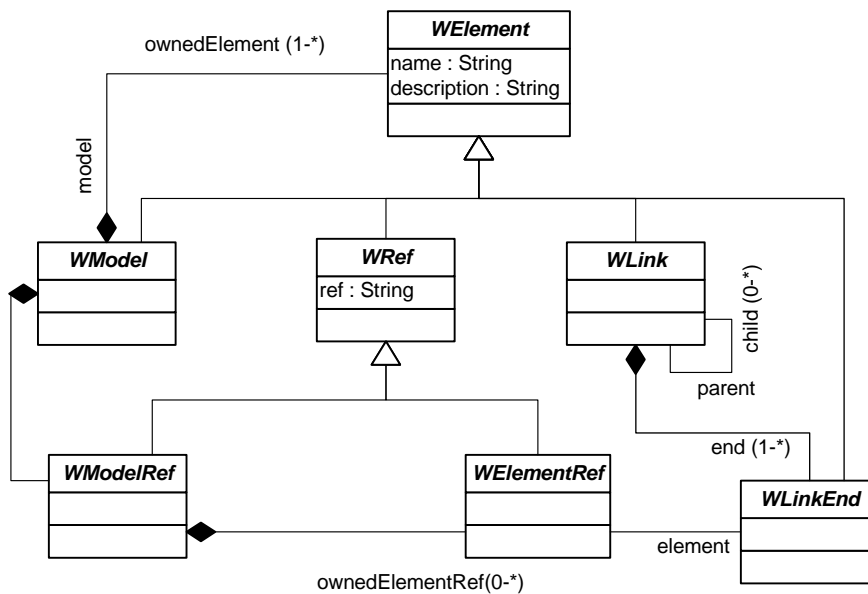 WElement
ownedElement (1-*)
name : String
description : String
model
WModel
WRef
WLink
ref : String
child (0-*)
parent
end (1-*)
WModelRef
WElementRef
WLinkEnd
element
ownedElementRef(0-*)